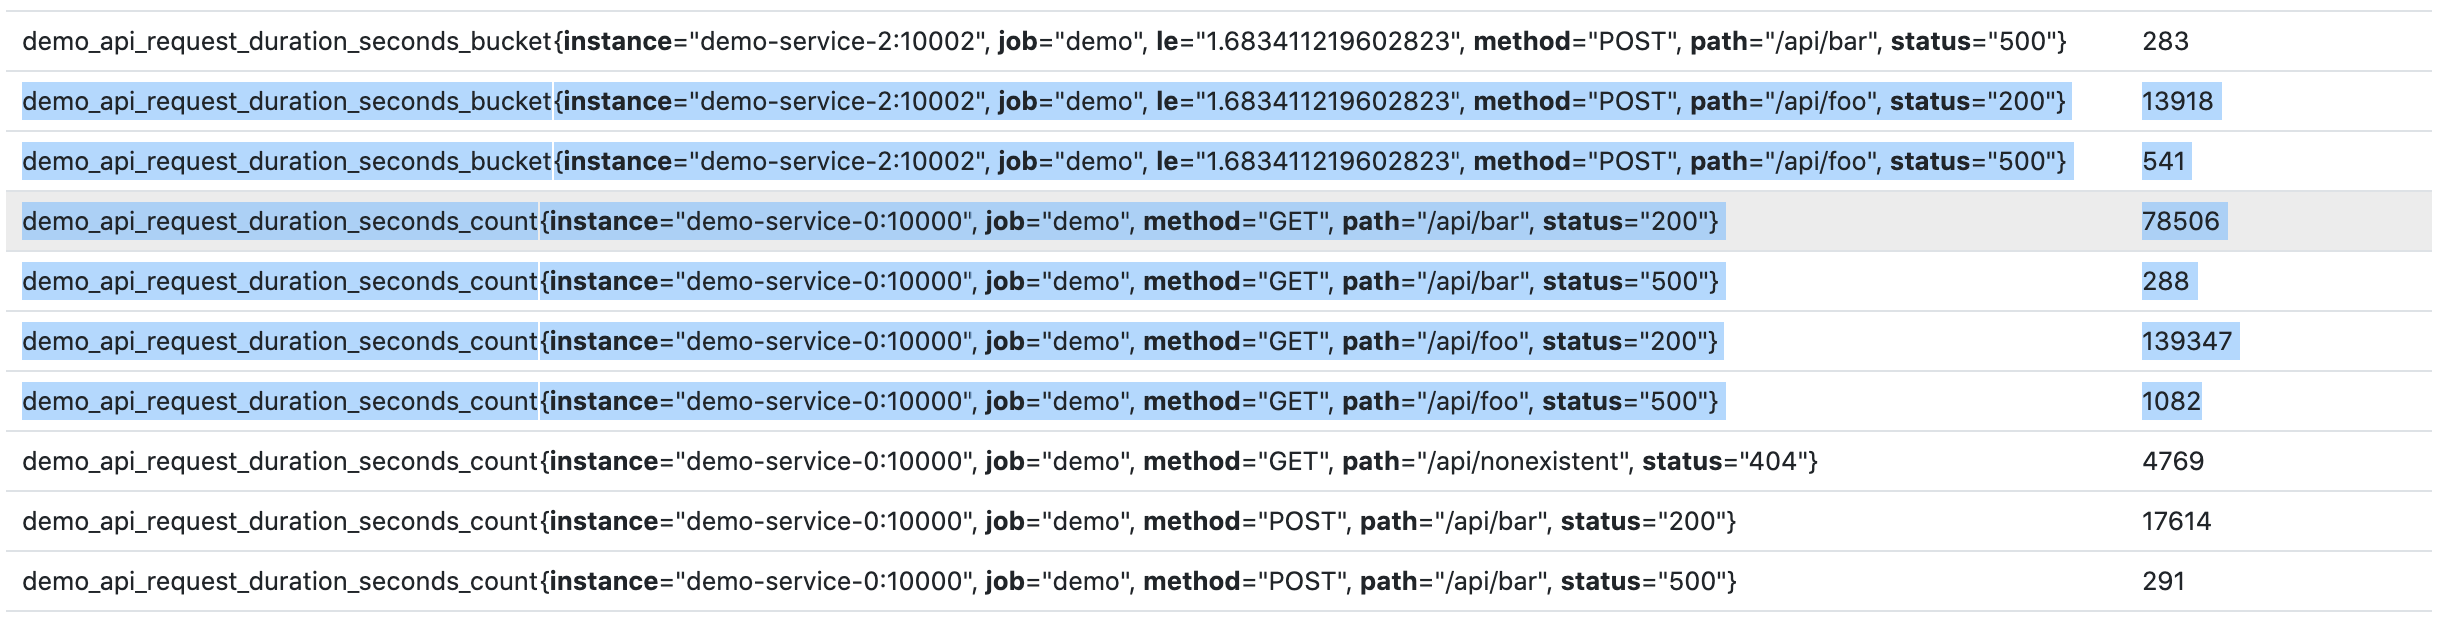 demo_api_request_duration_seconds_bucket{instance="demo-service-2:10002", job="demo", le="1.683411219602823", method="POST", path="/api/bar", status="500"} 283
demo_api_request_duration_seconds_bucket{instance="demo-service-2:10002", job="demo", le="1.683411219602823", method="POST", path="/api/foo", status="200"} 13918
demo_api_request_duration_seconds_bucket{instance="demo-service-2:10002", job="demo", le="1.683411219602823", method="POST", path="/api/foo", status="500"} 541
demo_api_request_duration_seconds_count{instance="demo-service-0:10000", job="demo", method="GET", path="/api/bar", status="200"} 78506
demo_api_request_duration_seconds_count{instance="demo-service-0:10000", job="demo", method="GET", path="/api/bar", status="500"} 288
demo_api_request_duration_seconds_count{instance="demo-service-0:10000", job="demo", method="GET", path="/api/foo", status="200"} 139347
demo_api_request_duration_seconds_count{instance="demo-service-0:10000", job="demo", method="GET", path="/api/foo", status="500"} 1082
demo_api_request_duration_seconds_count{instance="demo-service-0:10000", job="demo", method="GET", path="/api/nonexistent", status="404"} 4769
demo_api_request_duration_seconds_count{instance="demo-service-0:10000", job="demo", method="POST", path="/api/bar", status="200"} 17614
demo_api_request_duration_seconds_count{instance="demo-service-0:10000", job="demo", method="POST", path="/api/bar", status="500"} 291